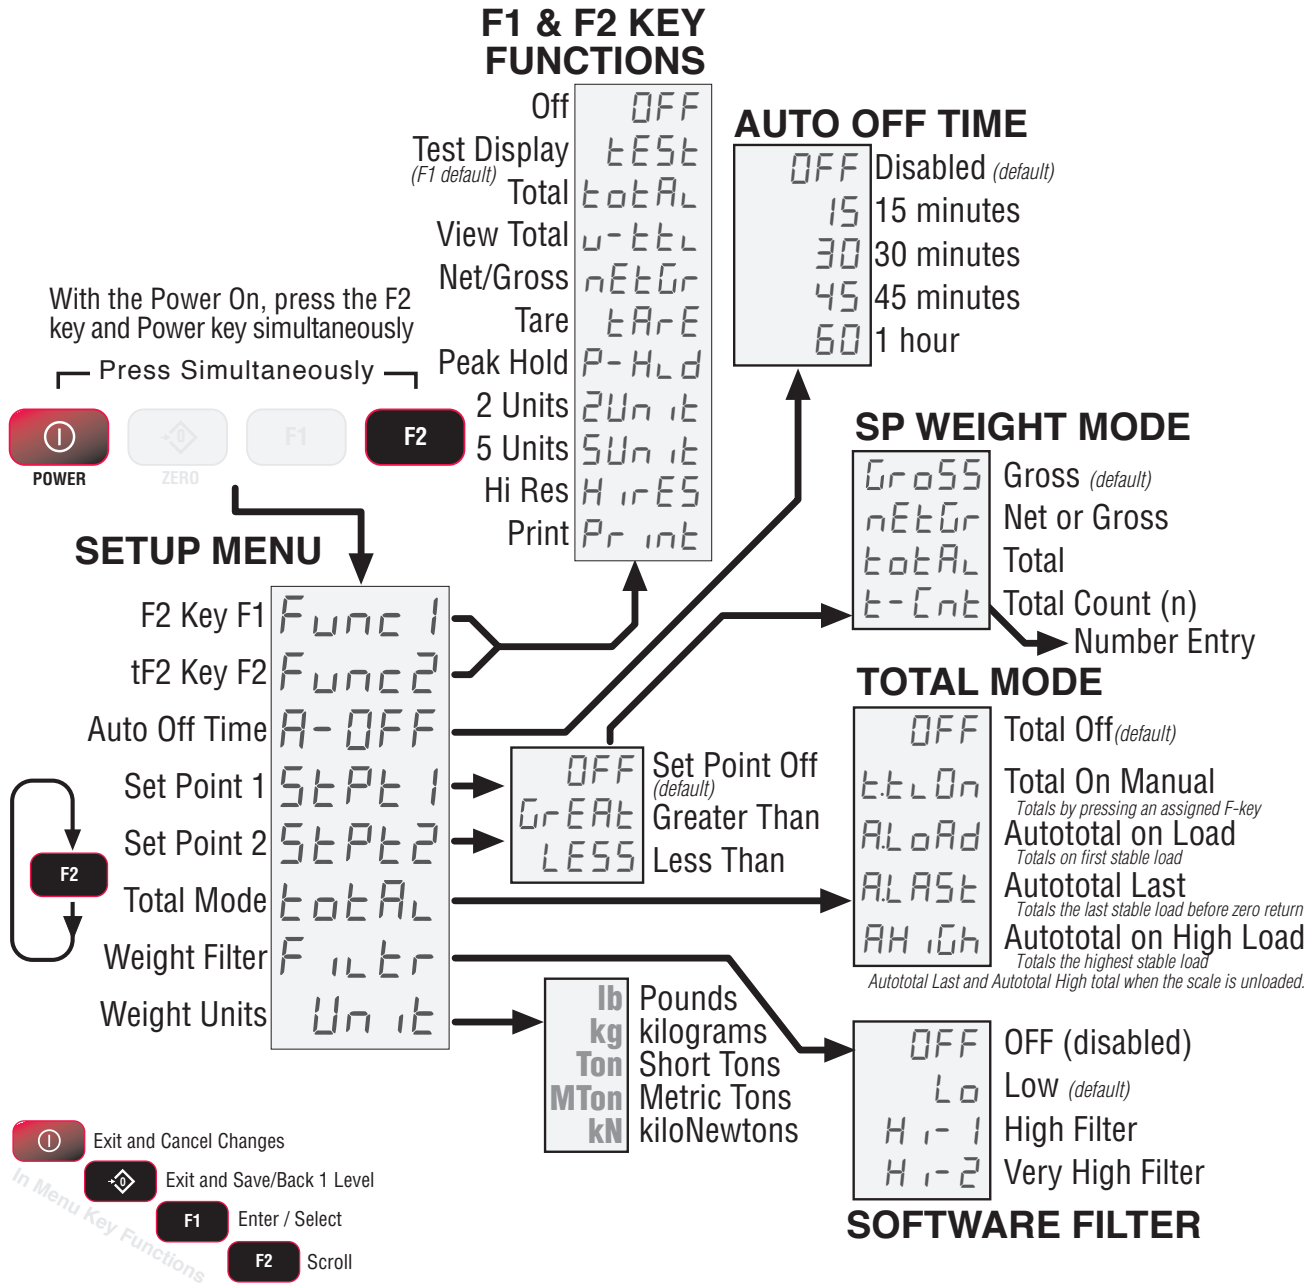 F1 & F2 KEY
FUNCTIONS
Off OFF
Test Display tESt
(F1 default)
Total totAL
View Total v-ttL
Net/Gross nEtGr
Tare tArE
Peak Hold P-HLd
2 Units 2Unit
5 Units 5Unit
Hi Res HirES
Print Print
AUTO OFF TIME
OFF Disabled (default)
15 15 minutes
30 30 minutes
45 45 minutes
60 1 hour
With the Power On, press the F2
key and Power key simultaneously
Press Simultaneously
F1
F2
POWER
ZERO
SETUP MENU
F2 Key F1 Func1
tF2 Key F2 Func2
Auto Off Time A-OFF
Set Point 1 StPt1
Set Point 2 StPt2
Total Mode totAL
Weight Filter FiLtr
Weight Units Unit
F2
OFF Set Point Off
(default)
GrEAt Greater Than
LESS Less Than
SP WEIGHT MODE
GroSS Gross (default)
nEtGr Net or Gross
totAL Total
t-Cnt Total Count (n)
Number Entry
TOTAL MODE
OFF Total Off (default)
t.tLOn Total On Manual
Totals by pressing an assigned F-key
A.LoAd Autototal on Load
Totals on first stable load
A.LASt Autototal Last
Totals the last stable load before zero return
AHiGh Autototal on High Load
Totals the highest stable load
Autototal Last and Autototal High total when the scale is unloaded.
lb Pounds
kg kilograms
Ton Short Tons
MTon Metric Tons
kN kiloNewtons
OFF OFF (disabled)
Lo Low (default)
Hi-1 High Filter
Hi-2 Very High Filter
SOFTWARE FILTER
Exit and Cancel Changes
Exit and Save/Back 1 Level
F1 Enter / Select
F2 Scroll
In Menu Key Functions